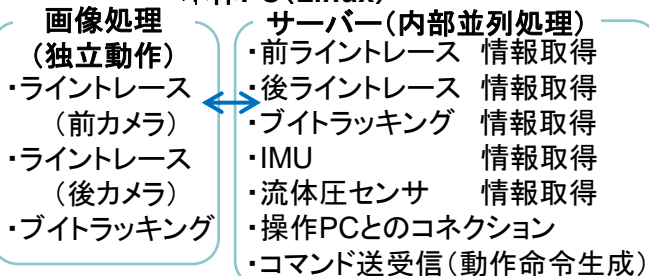 画像処理
(独立動作)
・ライントレース
(前カメラ)
・ライントレース
(後カメラ)
・ブイトラッキング
サーバー(内部並列処理)
・前ライントレース 情報取得
・後ライントレース 情報取得
・ブイトラッキング 情報取得
・IMU 情報取得
・流体圧センサ 情報取得
・操作PCとのコネクション
・コマンド送受信(動作命令生成)